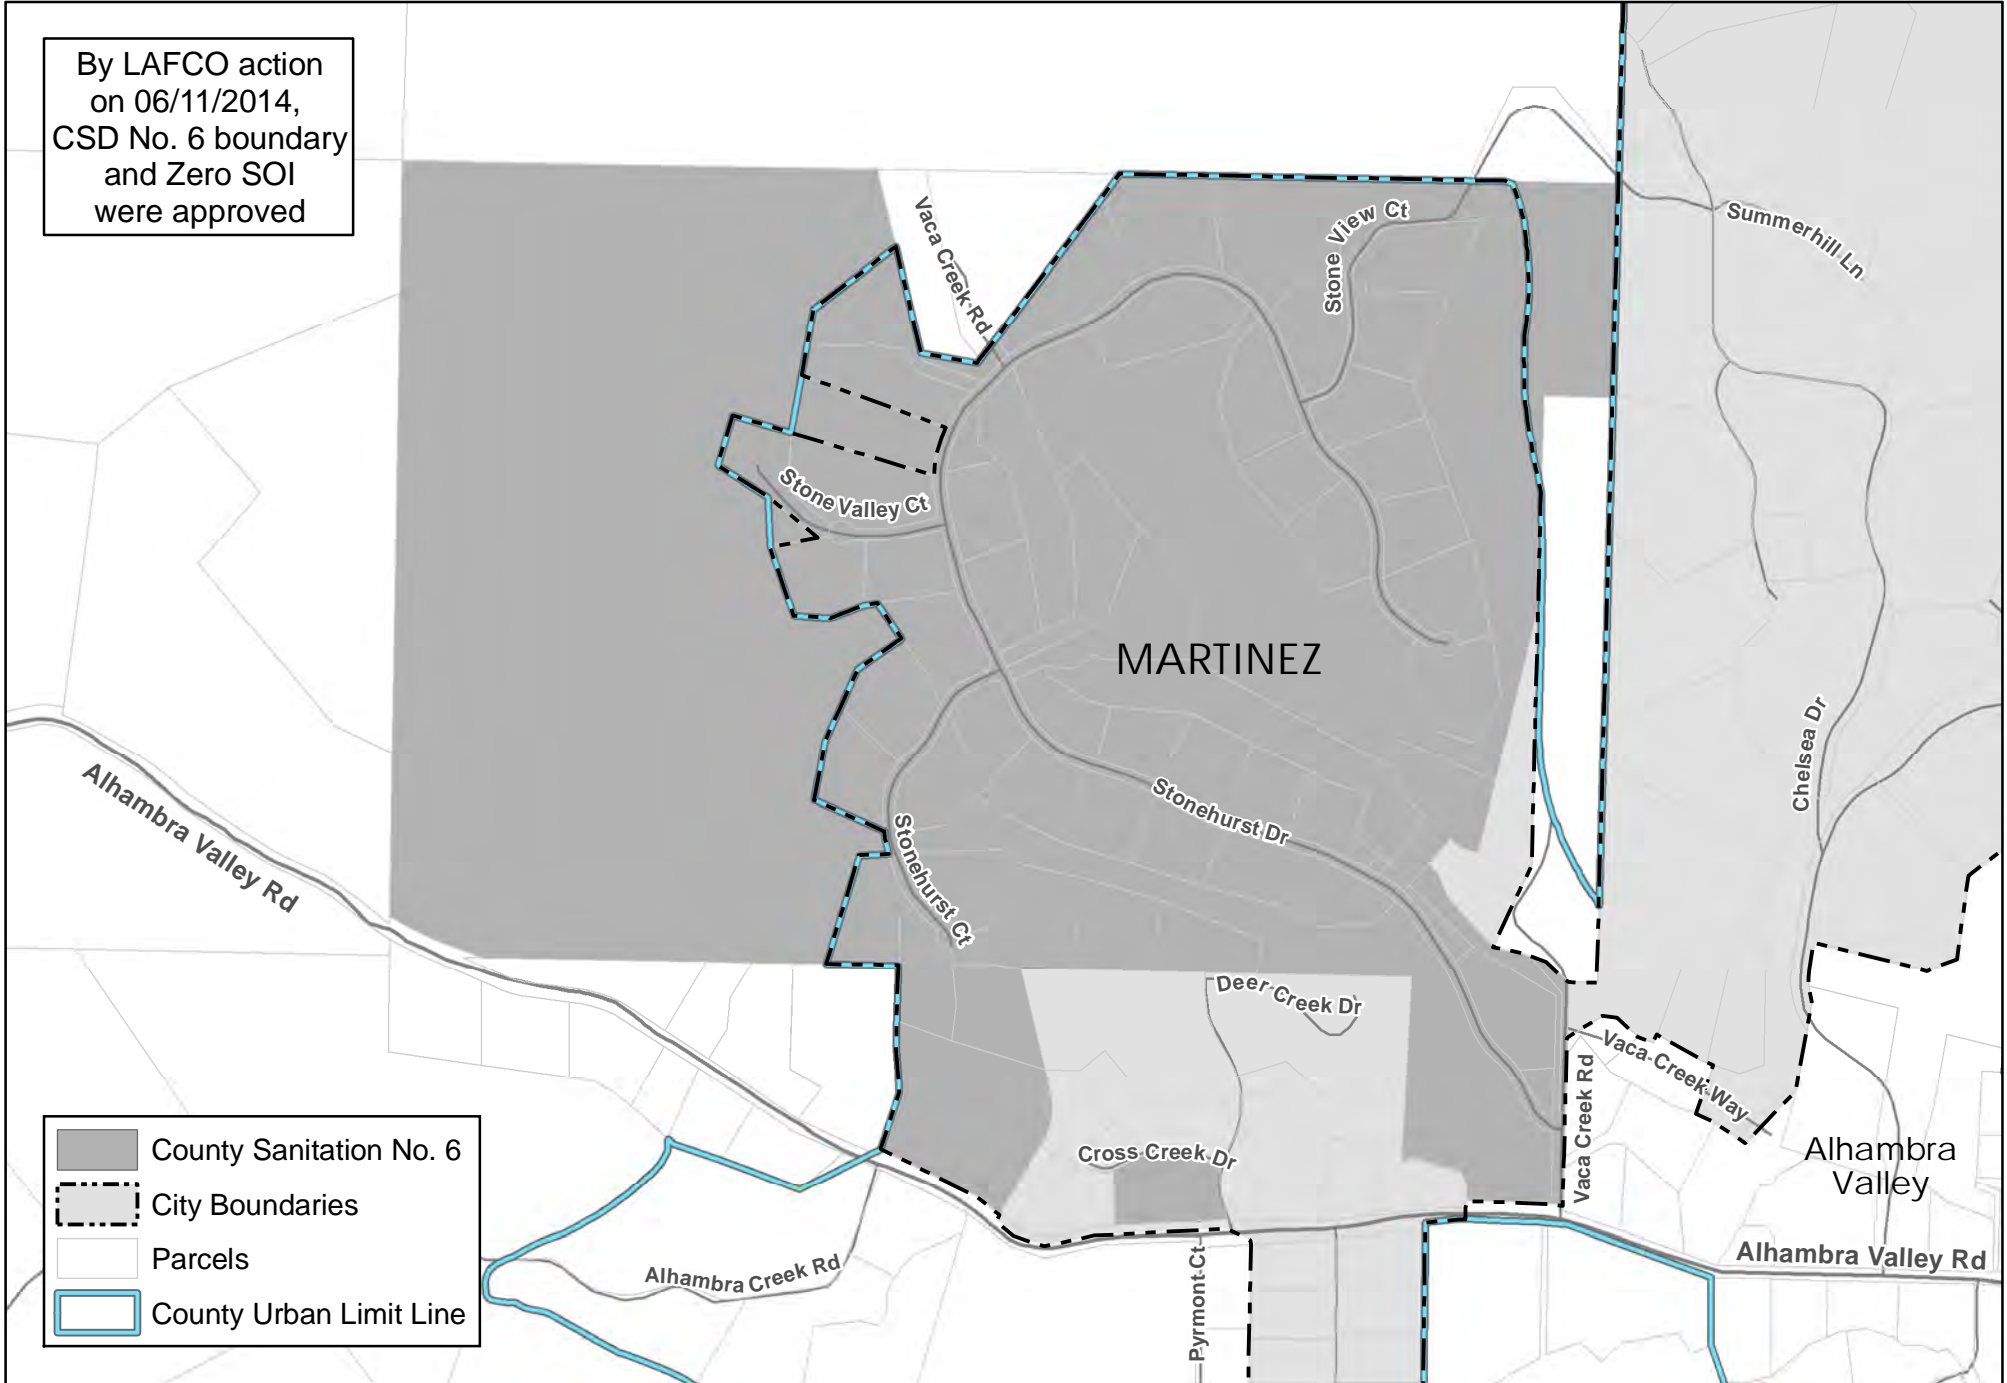 By LAFCO action
on 06/11/2014,
CSD No. 6 boundary
and Zero SOI
were approved
Vaca Creek Rd
Stone View Ct
Summerhill Ln
Stone Valley Ct
MARTINEZ
Chelsea Dr
Alhambra Valley Rd
Stonehurst Dr
Stonehurst Ct
Deer Creek Dr
Vaca Creek Way
Vaca Creek Rd
Cross Creek Dr
Alhambra
Valley
Alhambra Valley Rd
Alhambra Creek Rd
Pyrmont Ct
County Sanitation No. 6
City Boundaries
Parcels
County Urban Limit Line